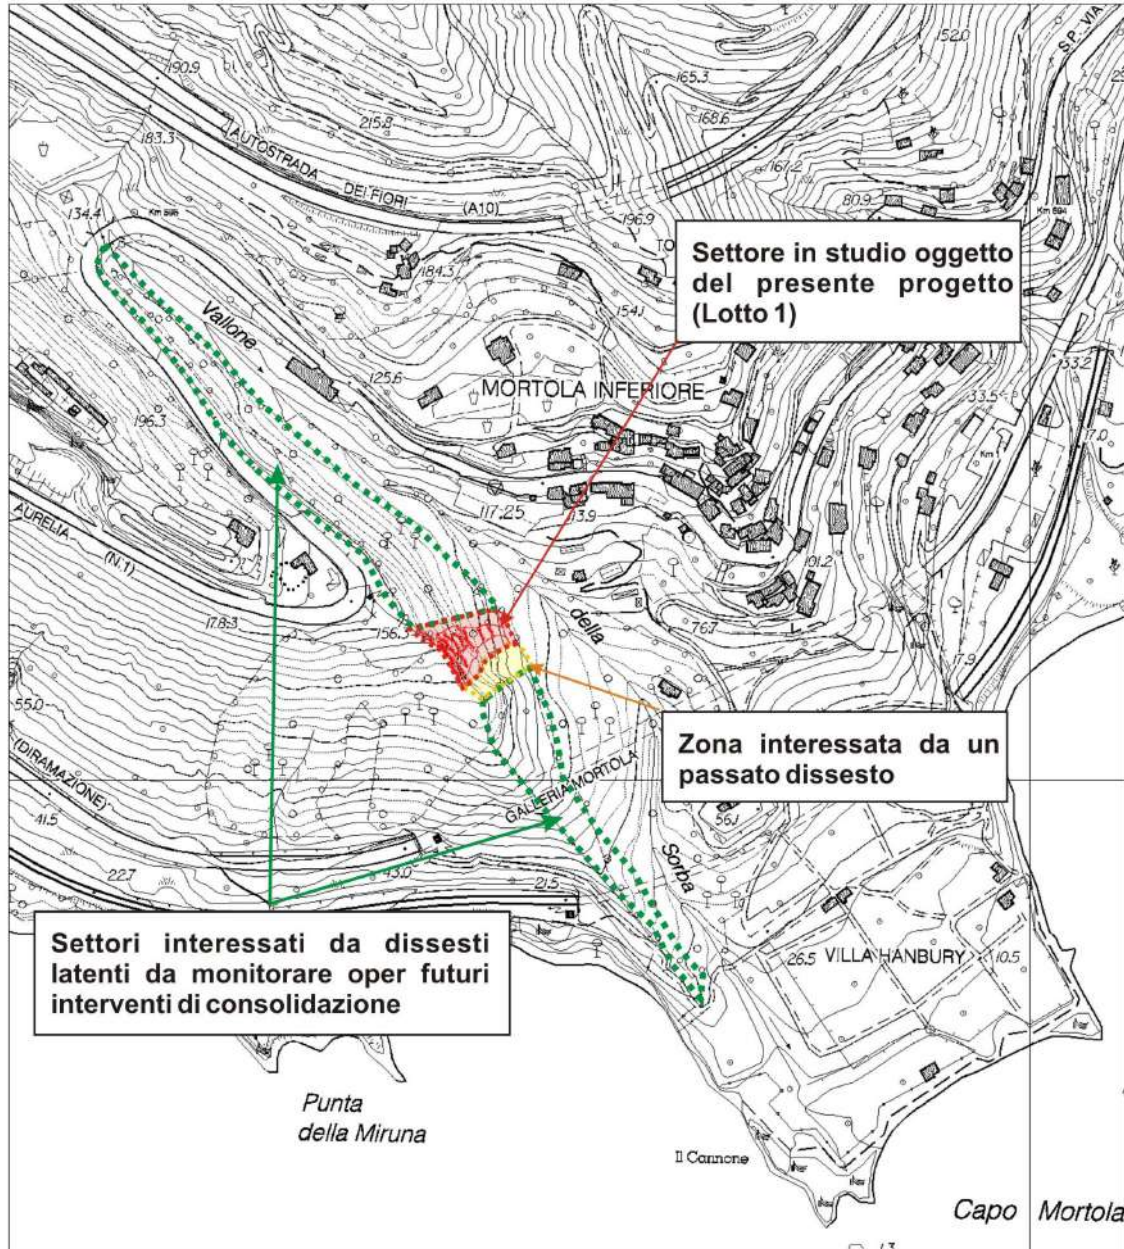 152.0
S.P. VIA
190.9
165.3
215.8
168.6
183.3
(AUTOSTRADA DEI FIORI (A10)
167.2
134.4
196.9
80.9
Km 594
184.3
Settore in studio oggetto
del presente progetto
(Lotto 1)
Vallone
125.6
MORTOLA INFERIORE
33.2
33.5
Km 1
196.3
117.25
113.9
AURELIA (N.1)
101.2
178.3
156.3
della
76.7
17.9
55.0
Zona interessata da un
passato dissesto
(DIRAMAZIONE)
GALLERIA MORTOLA
56.1
41.5
Sorba
22.7
43.0
21.5
Settori interessati da dissesti
latenti da monitorare oper futuri
interventi di consolidazione
26.5
VILLA HANBURY
10.5
Punta
della Miruna
Il Cannone
Capo Mortola